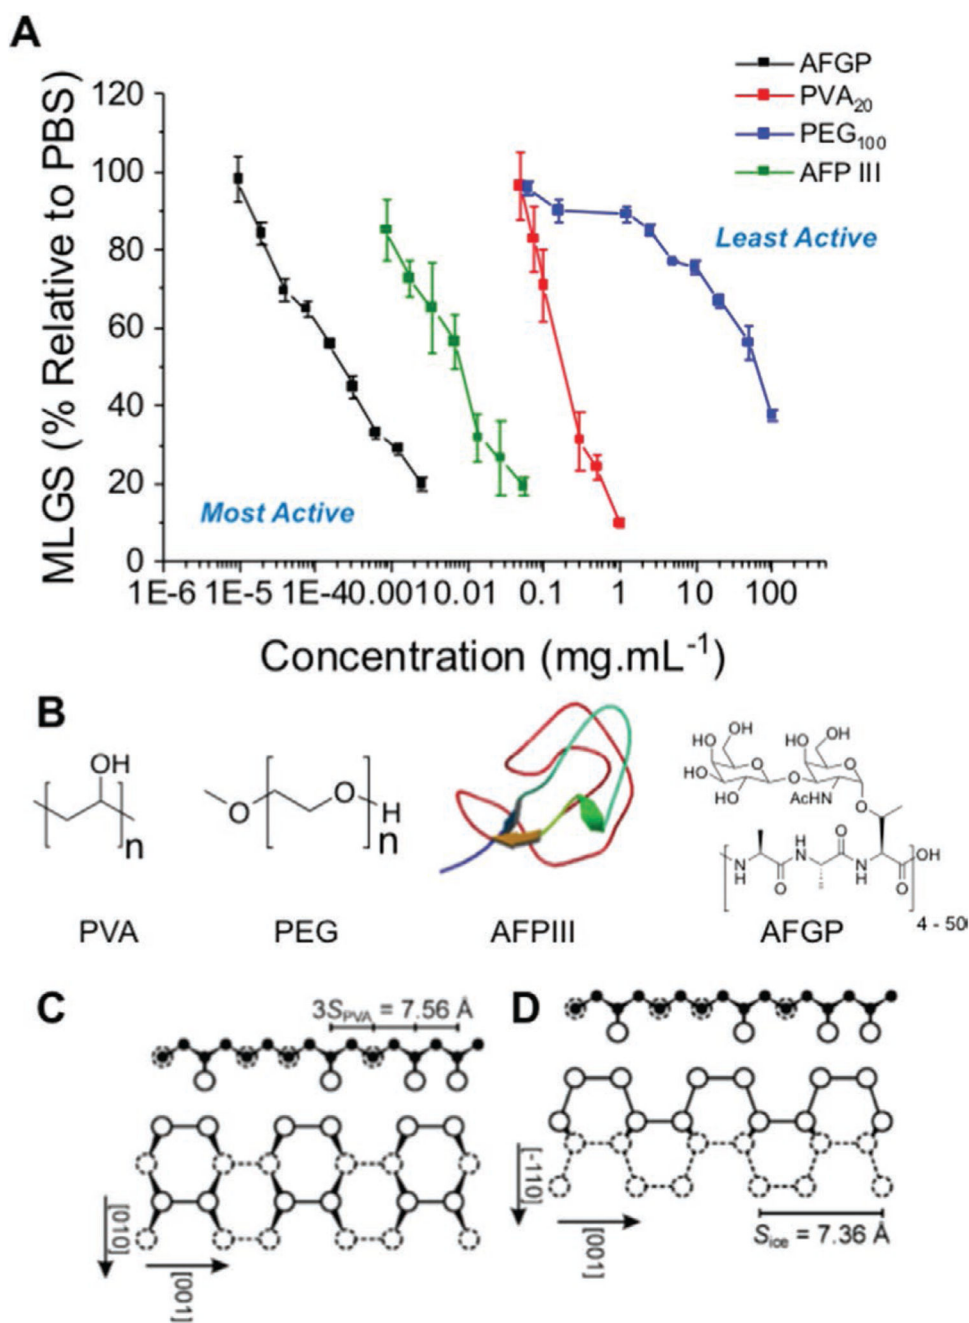 A
AFGP
PVA20
PEG100
AFP III
MLGS (% Relative to PBS)
120
100
80
60
40
20
0
Least Active
Most Active
1E-6 1E-5 1E-4 0.001 0.01 0.1 1 10 100
Concentration (mg.mL-1)
B
OH
n
O
O
H
n
HO
OH
HO
O
HO
OH
HO
OH
O
O
AcHN
O
N
H
O
H
N
O
N
H
O
OH
4 - 50
PVA
PEG
AFPIII
AFGP
C
3SPVA = 7.56 Å
[010]
[001]
D
[-110]
[001]
Sice = 7.36 Å